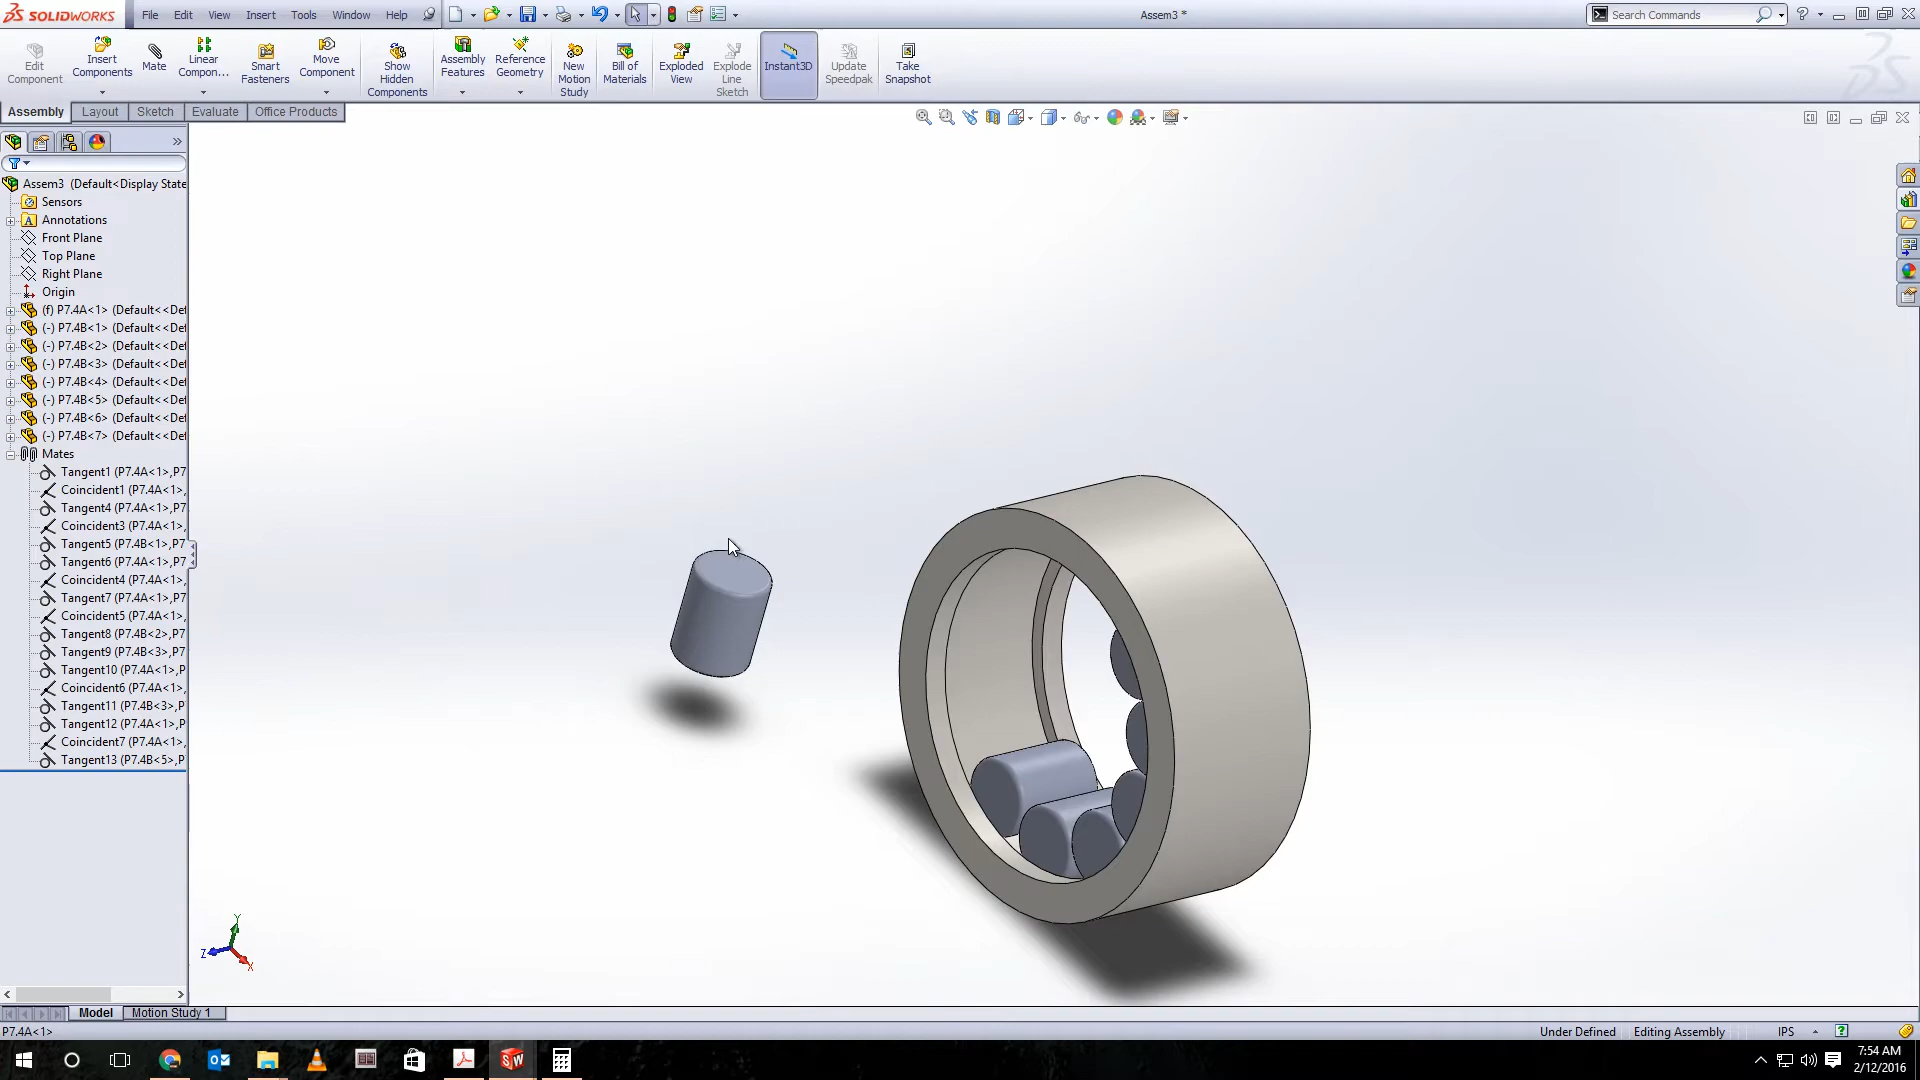 SOLIDWORKS
File Edit View Insert Tools Window Help
Assem3 *
Search Commands
Edit Component
Insert Components
Mate
Linear Compon...
Smart Fasteners
Move Component
Show Hidden Components
Assembly Features
Reference Geometry
New Motion Study
Bill of Materials
Exploded View
Explode Line Sketch
Instant3D
Update Speedpak
Take Snapshot
Assembly Layout Sketch Evaluate Office Products
Assem3 (Default<Display State
Sensors
Annotations
Front Plane
Top Plane
Right Plane
Origin
(f) P7.4A<1> (Default<<Def
(-) P7.4B<1> (Default<<Def
(-) P7.4B<2> (Default<<Def
(-) P7.4B<3> (Default<<Def
(-) P7.4B<4> (Default<<Def
(-) P7.4B<5> (Default<<Def
(-) P7.4B<6> (Default<<Def
(-) P7.4B<7> (Default<<Def
Mates
Tangent1 (P7.4A<1>,P7
Coincident1 (P7.4A<1>,
Tangent4 (P7.4A<1>,P7
Coincident3 (P7.4A<1>,
Tangent5 (P7.4B<1>,P7
Tangent6 (P7.4A<1>,P7
Coincident4 (P7.4A<1>,
Tangent7 (P7.4A<1>,P7
Coincident5 (P7.4A<1>,
Tangent8 (P7.4B<2>,P7
Tangent9 (P7.4B<3>,P7
Tangent10 (P7.4A<1>,P
Coincident6 (P7.4A<1>,
Tangent11 (P7.4B<3>,P
Tangent12 (P7.4A<1>,P
Coincident7 (P7.4A<1>,
Tangent13 (P7.4B<5>,P
Y
Z
X
Model Motion Study 1
P7.4A<1>
Under Defined Editing Assembly IPS
7:54 AM
2/12/2016